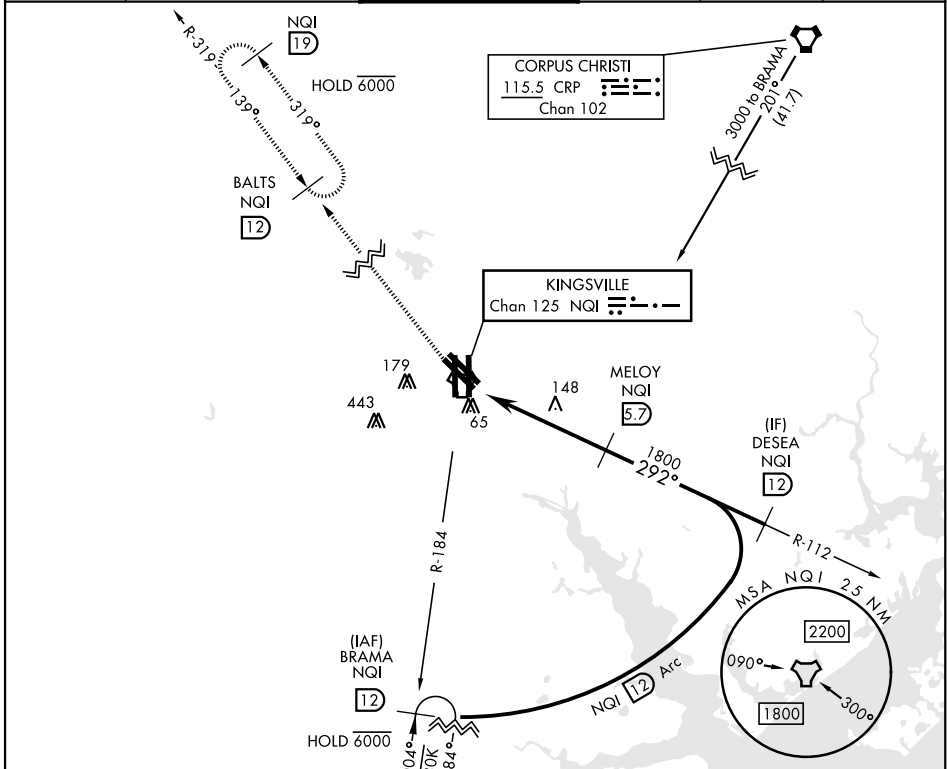 NQI
19
R-319
HOLD 6000
139°
319°
BALTS
NQI
12
CORPUS CHRISTI
115.5 CRP
Chan 102
3000 to BRAMA
201°
(41.7)
KINGSVILLE
Chan 125 NQI
179
443
65
148
MELOY
NQI
5.7
(IF)
DESEA
NQI
12
1800
292°
R-112
R-184
(IAF)
BRAMA
NQI
12
HOLD 6000
NQI 12 Arc
MSA NQI 25 NM
2200
090°
1800
300°